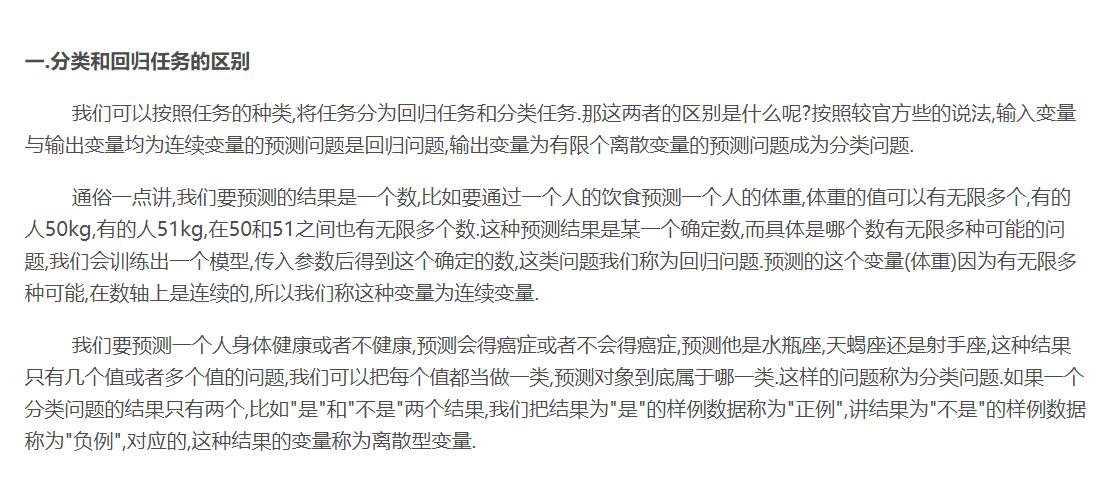 一.分类和回归任务的区别
我们可以按照任务的种类,将任务分为回归任务和分类任务.那这两者的区别是什么呢?按照较官方些的说法,输入变量
与输出变量均为连续变量的预测问题是回归问题,输出变量为有限个离散变量的预测问题成为分类问题.
通俗一点讲,我们要预测的结果是一个数,比如要通过一个人的饮食预测一个人的体重,体重的值可以有无限多个,有的
人50kg,有的人51kg,在50和51之间也有无限多个数.这种预测结果是某一个确定数,而具体是哪个数有无限多种可能的问
题,我们会训练出一个模型,传入参数后得到这个确定的数,这类问题我们称为回归问题.预测的这个变量(体重)因为有无限多
种可能,在数轴上是连续的,所以我们称这种变量为连续变量.
我们要预测一个人身体健康或者不健康,预测会得癌症或者不会得癌症,预测他是水瓶座,天蝎座还是射手座,这种结果
只有几个值或者多个值的问题,我们可以把每个值都当做一类,预测对象到底属于哪一类.这样的问题称为分类问题.如果一个
分类问题的结果只有两个,比如"是"和"不是"两个结果,我们把结果为"是"的样例数据称为"正例",讲结果为"不是"的样例数据
称为"负例",对应的,这种结果的变量称为离散型变量.